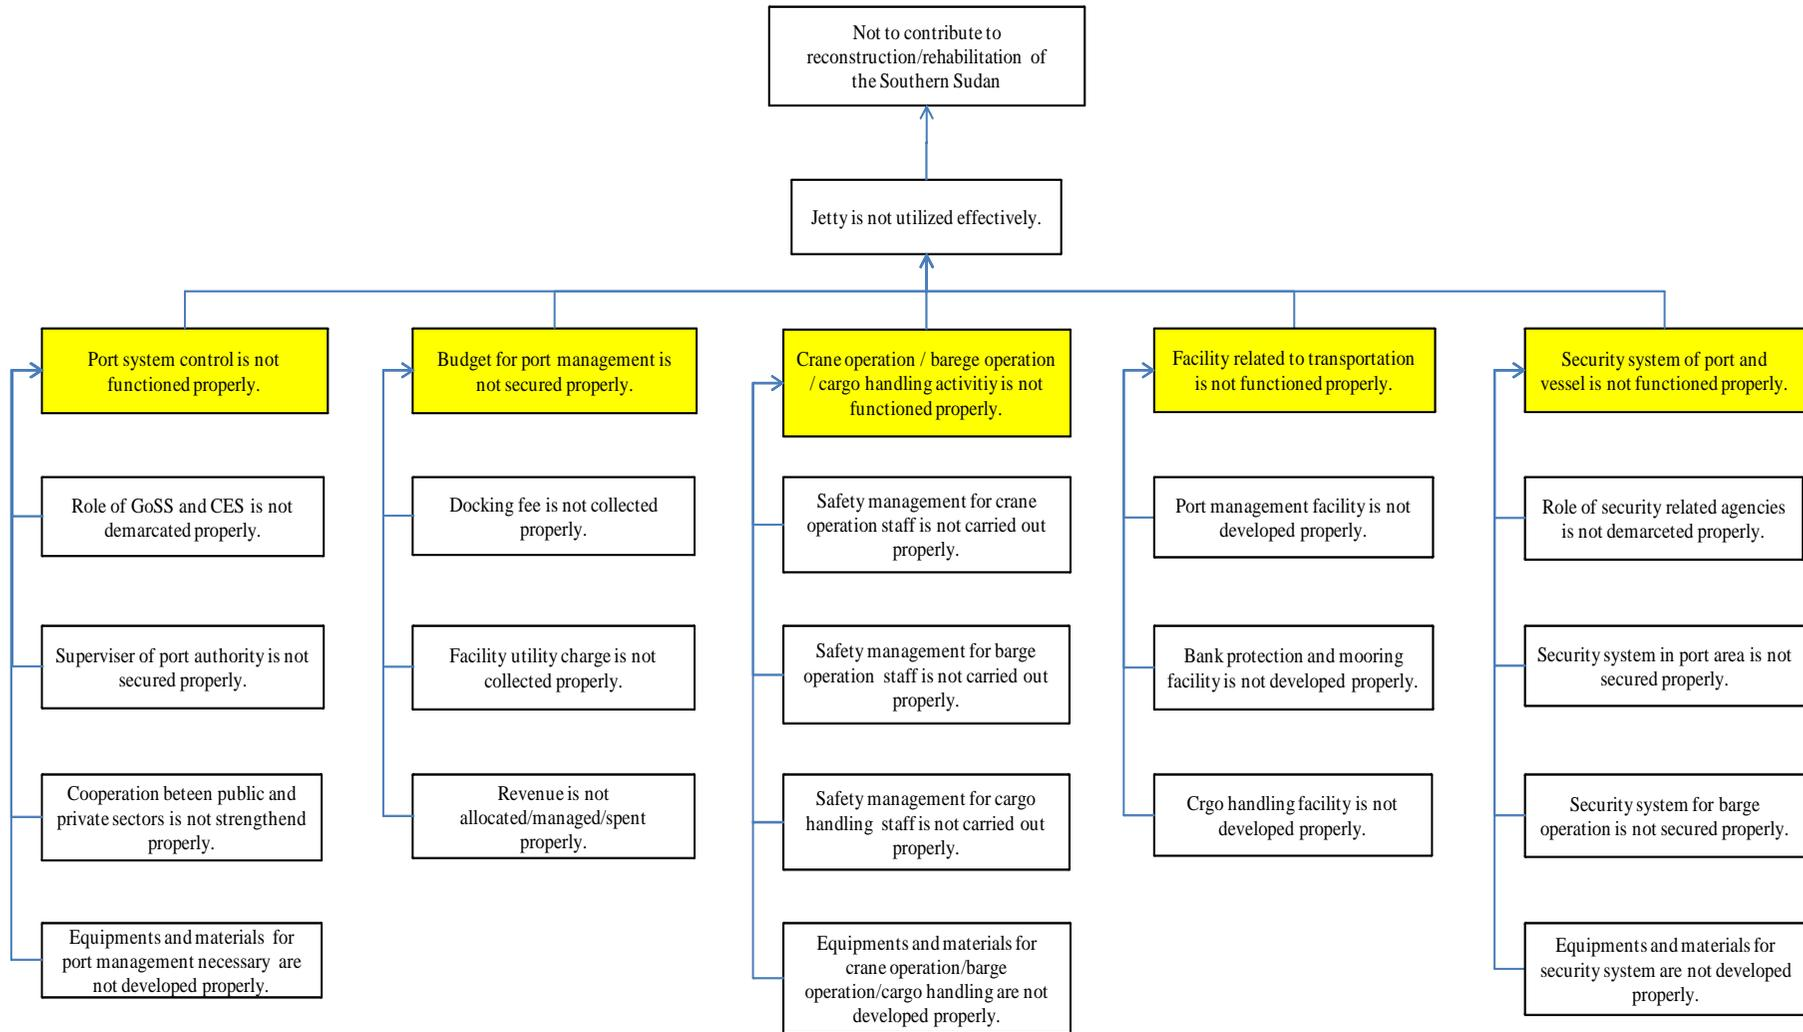 Not to contribute to
reconstruction/rehabilitation of
the Southern Sudan
Jetty is not utilized effectively.
Port system control is not
functioned properly.
Budget for port management is
not secured properly.
Crane operation / barege operation
/ cargo handling activitiy is not
functioned properly.
Facility related to transportation
is not functioned properly.
Security system of port and
vessel is not functioned properly.
Role of GoSS and CES is not
demarcated properly.
Docking fee is not collected
properly.
Safety management for crane
operation staff is not carried out
properly.
Port management facility is not
developed properly.
Role of security related agencies
is not demarceted properly.
Superviser of port authority is not
secured properly.
Facility utility charge is not
collected properly.
Safety management for barge
operation staff is not carried out
properly.
Bank protection and mooring
facility is not developed properly.
Security system in port area is not
secured properly.
Cooperation beteen public and
private sectors is not strengthend
properly.
Revenue is not
allocated/managed/spent
properly.
Safety management for cargo
handling staff is not carried out
properly.
Crgo handling facility is not
developed properly.
Security system for barge
operation is not secured properly.
Equipments and materials for
port management necessary are
not developed properly.
Equipments and materials for
crane operation/barge
operation/cargo handling are not
developed properly.
Equipments and materials for
security system are not developed
properly.